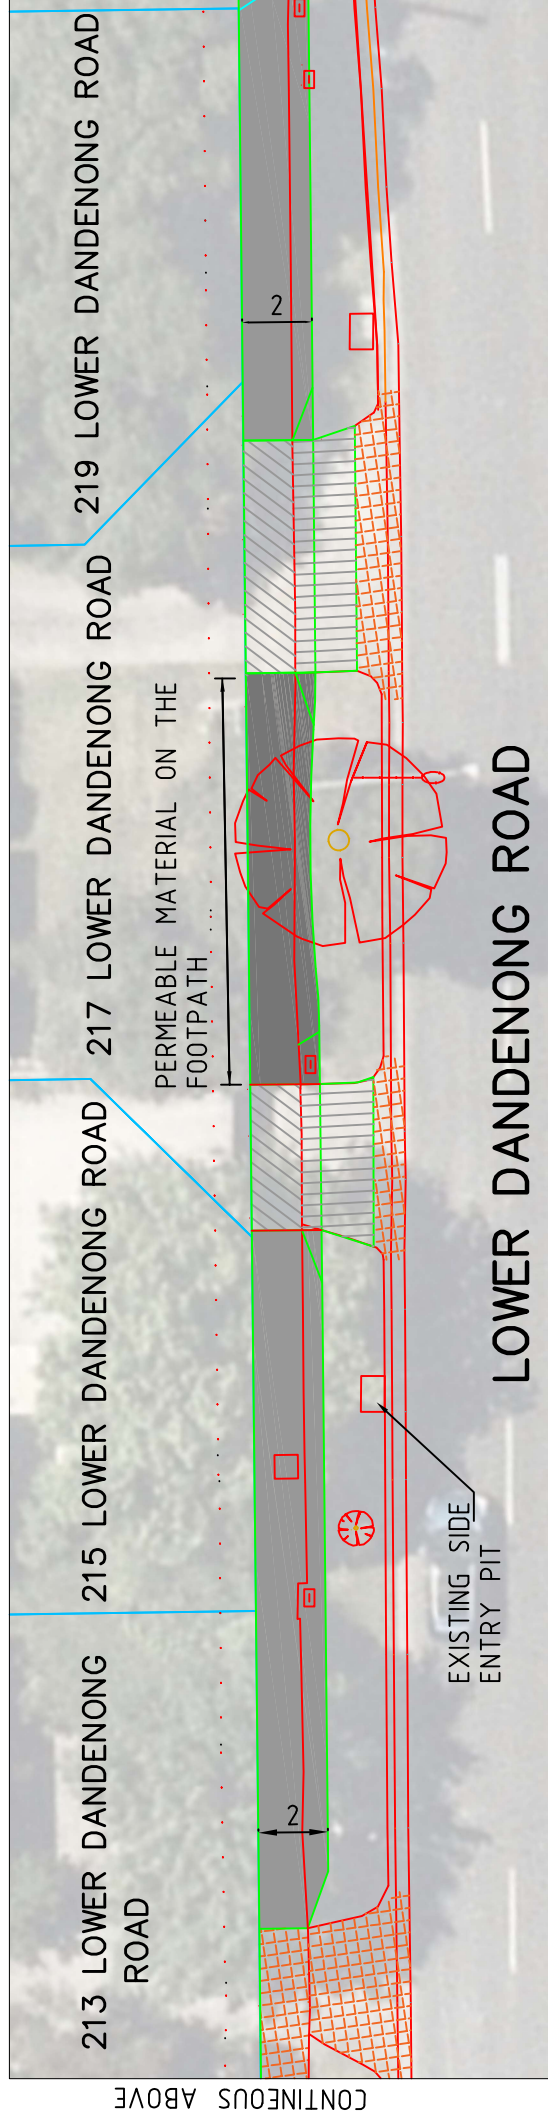 219 LOWER DANDENONG ROAD
2
217 LOWER DANDENONG ROAD
PERMEABLE MATERIAL ON THE
FOOTPATH
LOWER DANDENONG ROAD
215 LOWER DANDENONG ROAD
EXISTING SIDE
ENTRY PIT
213 LOWER DANDENONG
ROAD
2
CONTINEOUS ABOVE